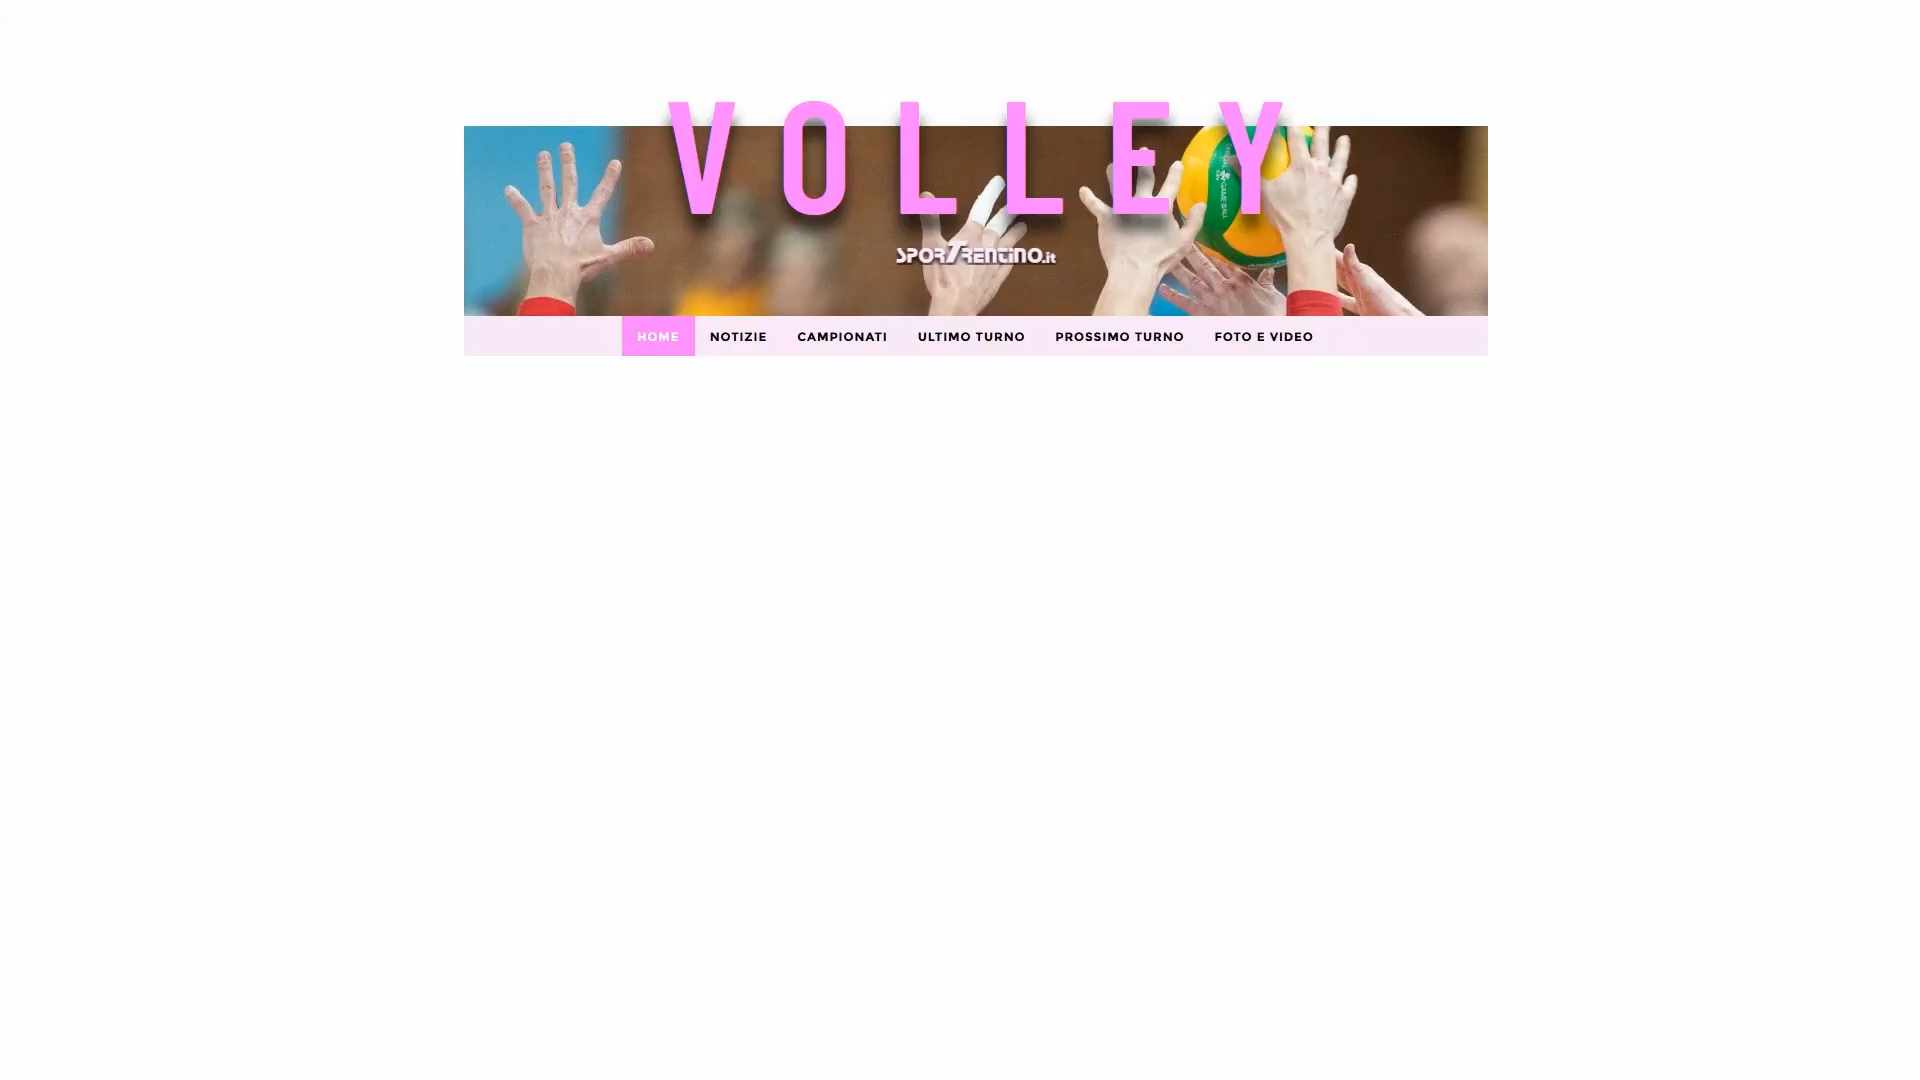 VOLLEY
SPORTRENTINO.it
HOME NOTIZIE CAMPIONATI ULTIMO TURNO PROSSIMO TURNO FOTO E VIDEO